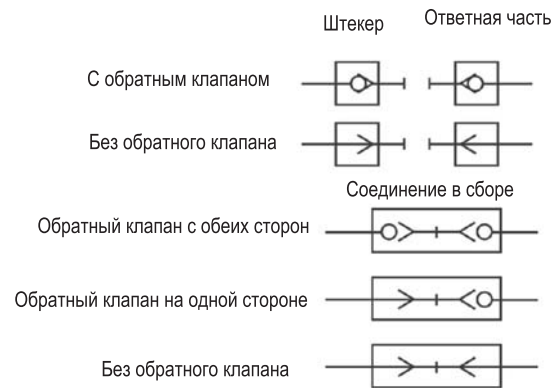 Штекер
Ответная часть
С обратным клапаном
Без обратного клапана
Соединение в сборе
Обратный клапан с обеих сторон
Обратный клапан на одной стороне
Без обратного клапана